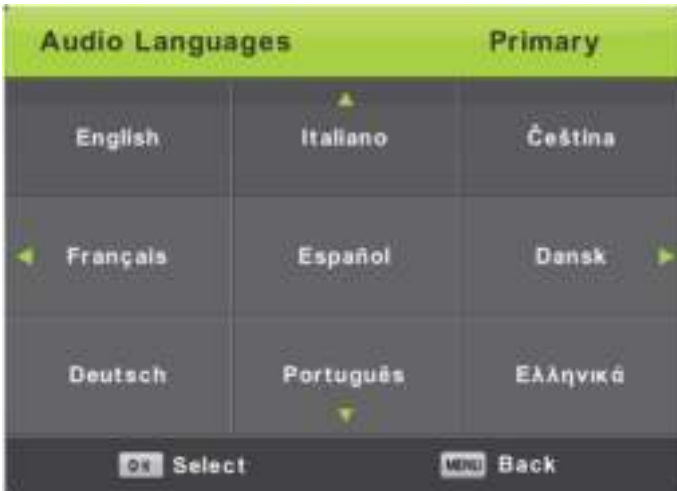 Audio Languages Primary
English Italiano Čeština
Français Español Dansk
Deutsch Português Ελληνικά
OK Select MENU Back